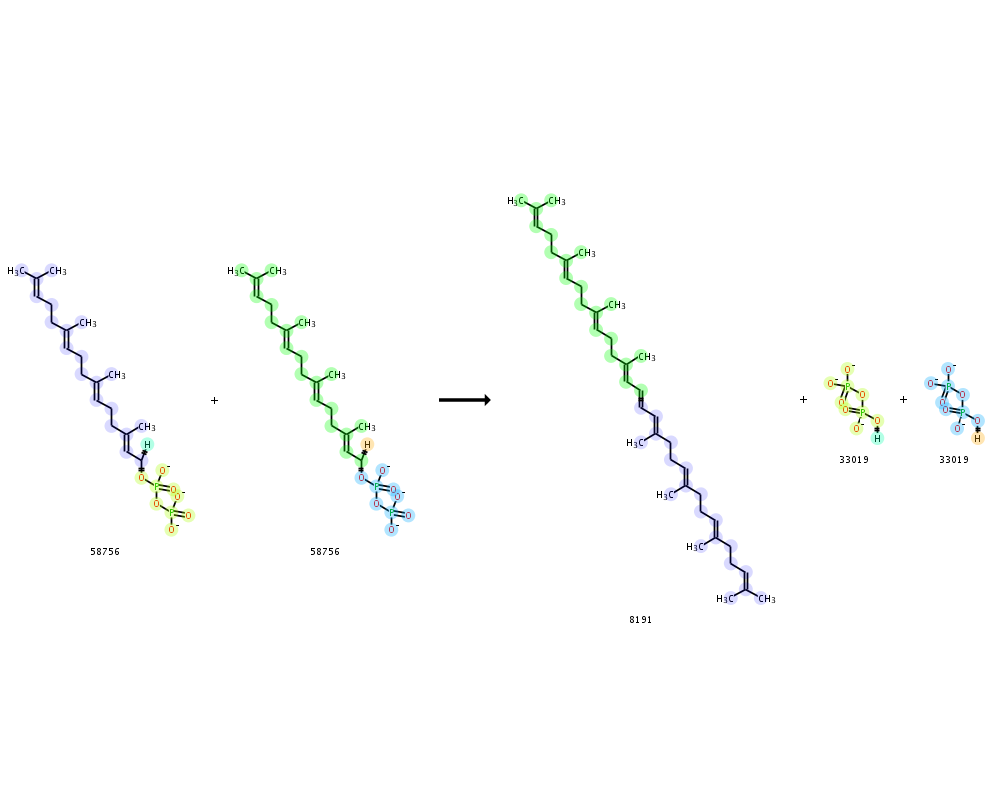 H₃C CH₃
CH₃
CH₃
CH₃
H
O O⁻
P O O⁻
O P O
O⁻
58756
+
H₃C CH₃
CH₃
CH₃
CH₃
H
O O⁻
P O O⁻
O P O
O⁻
58756
H₃C CH₃
CH₃
CH₃
CH₃
H₃C
H₃C
H₃C
H₃C CH₃
8191
+
O⁻
O⁻ P O
O O P O
O⁻ H
33019
+
O⁻
O⁻ P O
O O P O
O⁻ H
33019